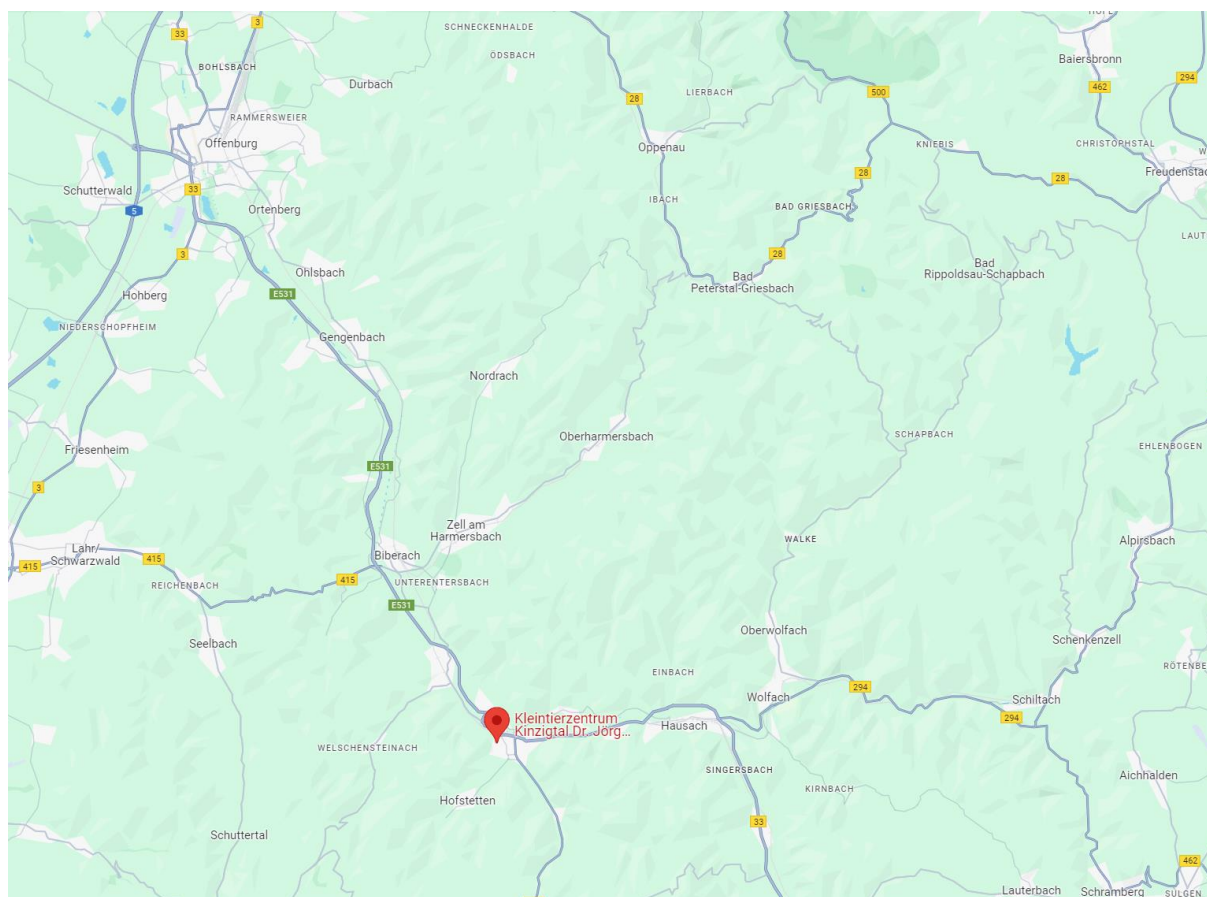 3
33
SCHNECKENHALDE
ÖDSBACH
BOHLSBACH
Durbach
Baiersbronn
462
294
28
LIERBACH
500
RAMMERSWEIER
Offenburg
Oppenau
KNIEBIS
CHRISTOPHSTAL
Freudenstadt
28
28
Schutterwald
33
5
Ortenberg
IBACH
BAD GRIESBACH
3
28
Ohlsbach
Bad
Peterstal-Griesbach
Bad
Rippoldsau-Schapbach
E531
Hohberg
NIEDERSCHOPFHEIM
Gengenbach
Nordrach
Oberharmersbach
SCHAPBACH
EHLENBOGEN
Friesenheim
E531
3
Zell am
Harmersbach
WALKE
Alpirsbach
Lahr/
Schwarzwald
415
415
REICHENBACH
415
Biberach
UNTERENTERSBACH
E531
Seelbach
Oberwolfach
Schenkenzell
EINBACH
Wolfach
294
Schiltach
294
Kleintierzentrum
Kinzigtal Dr. Jörg...
Hausach
WELSCHENSTEINACH
SINGERSBACH
KIRNBACH
Aichhalden
Hofstetten
33
Schuttertal
462
Lauterbach
Schramberg
SULGEN